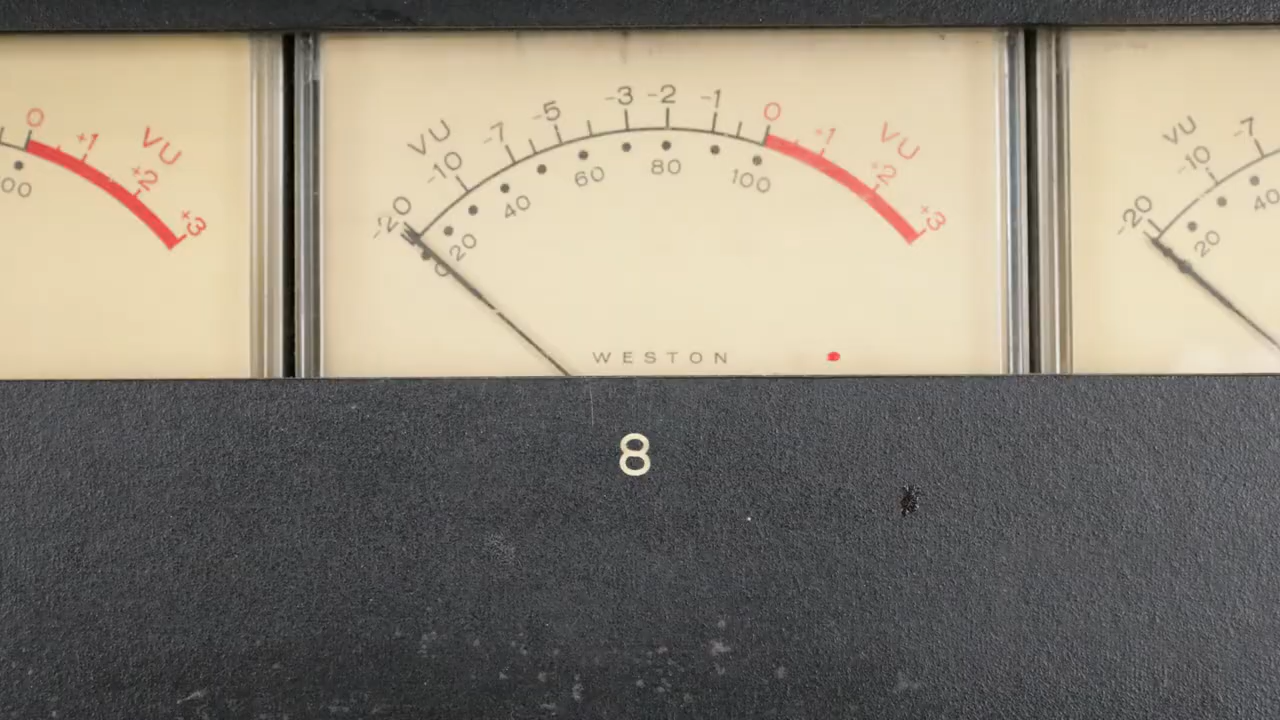 0 +1 +2 +3 VU
00
VU VU
-20 -10 -7 -5 -3 -2 -1 0 +1 +2 +3
0 20 40 60 80 100
WESTON
VU
-20 -10 -7
20 40
8